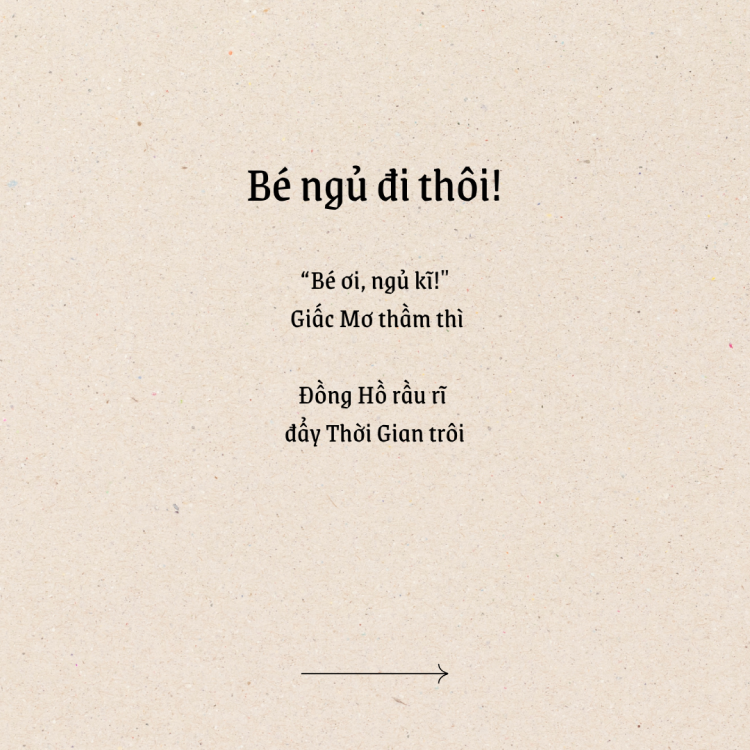 Bé ngủ đi thôi!
“Bé ơi, ngủ kĩ!"
Giấc Mơ thầm thì
Đồng Hồ rầu rĩ
đẩy Thời Gian trôi